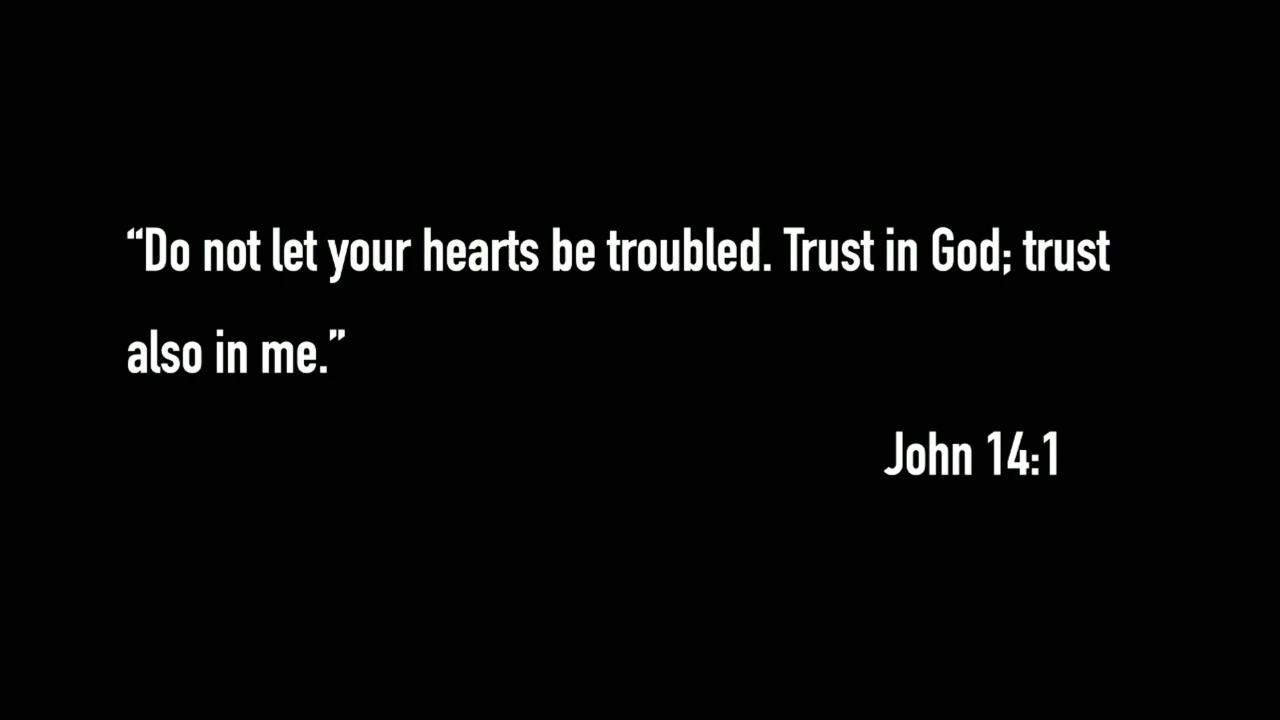 “Do not let your hearts be troubled. Trust in God; trust
also in me.”
John 14:1